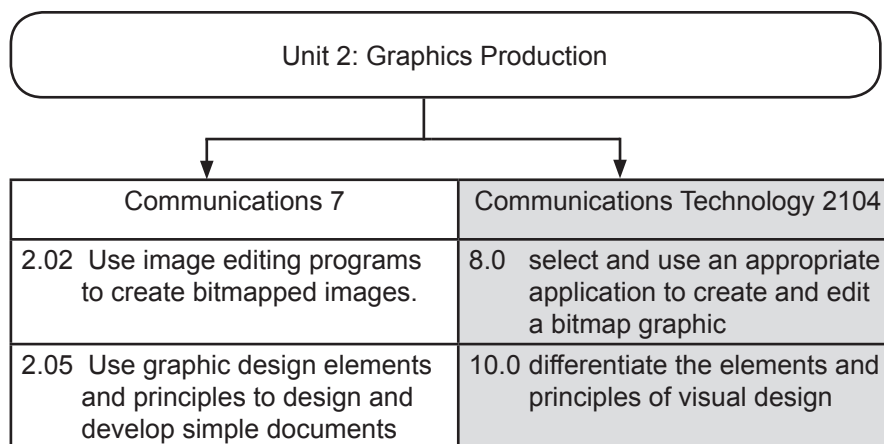 Unit 2: Graphics Production
Communications 7
Communications Technology 2104
2.02 Use image editing programs
to create bitmapped images.
8.0 select and use an appropriate
application to create and edit
a bitmap graphic
2.05 Use graphic design elements
and principles to design and
develop simple documents
10.0 differentiate the elements and
principles of visual design